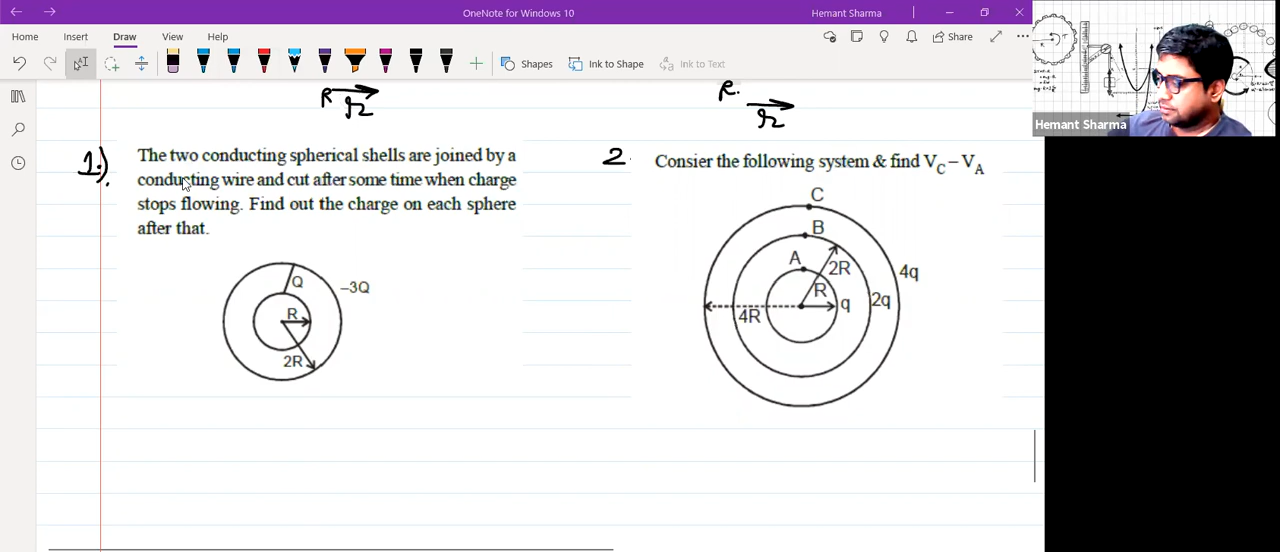 OneNote for Windows 10
Hemant Sharma
Home Insert Draw View Help
Share
Shapes
Ink to Shape
Ink to Text
Hemant Sharma
R
r
R.
r
1.)
The two conducting spherical shells are joined by a
conducting wire and cut after some time when charge
stops flowing. Find out the charge on each sphere
after that.
Q
-3Q
R
2R
2.
Consier the following system & find VC – VA
C
B
A
2R
4q
R
q
2q
4R